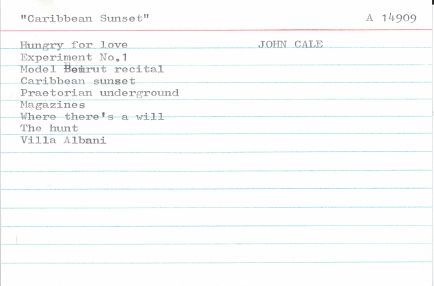 "Caribbean Sunset" A 14909
Hungry for love JOHN CALE
Experiment No.1
Model Beirut recital
Caribbean sunset
Praetorian underground
Magazines
Where there's a will
The hunt
Villa Albani